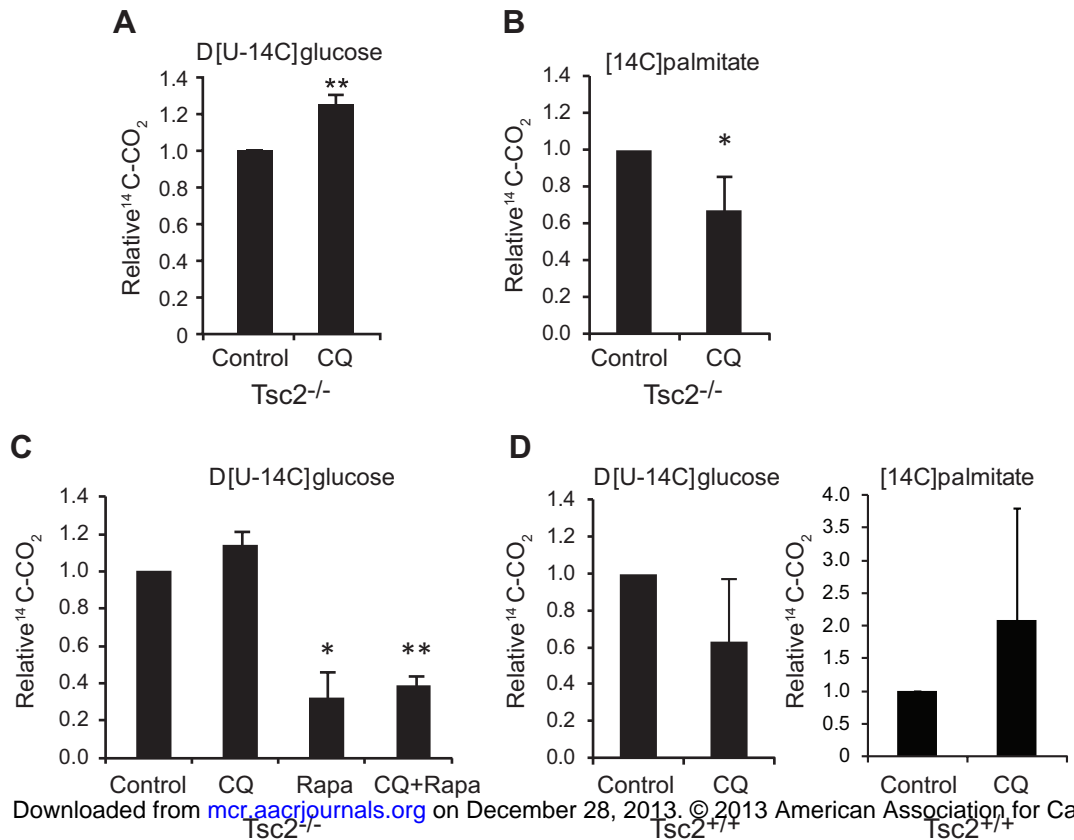 A
D[U-14C]glucose
Relative 14C-CO2
1.4
1.2
1.0
0.8
0.6
0.4
0.2
0
**
Control CQ
Tsc2-/-
B
[14C]palmitate
Relative 14C-CO2
1.4
1.2
1.0
0.8
0.6
0.4
0.2
0.0
*
Control CQ
Tsc2-/-
C
D[U-14C]glucose
Relative 14C-CO2
1.4
1.2
1.0
0.8
0.6
0.4
0.2
0.0
* **
Control CQ Rapa CQ+Rapa
Tsc2-/-
D
D[U-14C]glucose
Relative 14C-CO2
1.4
1.2
1.0
0.8
0.6
0.4
0.2
0.0
Control CQ
Tsc2+/+
[14C]palmitate
Relative 14C-CO2
4.0
3.5
3.0
2.5
2.0
1.5
1.0
0.5
0
Control CQ
Tsc2+/+
Downloaded from mcr.aacrjournals.org on December 28, 2013. © 2013 American Association for Ca